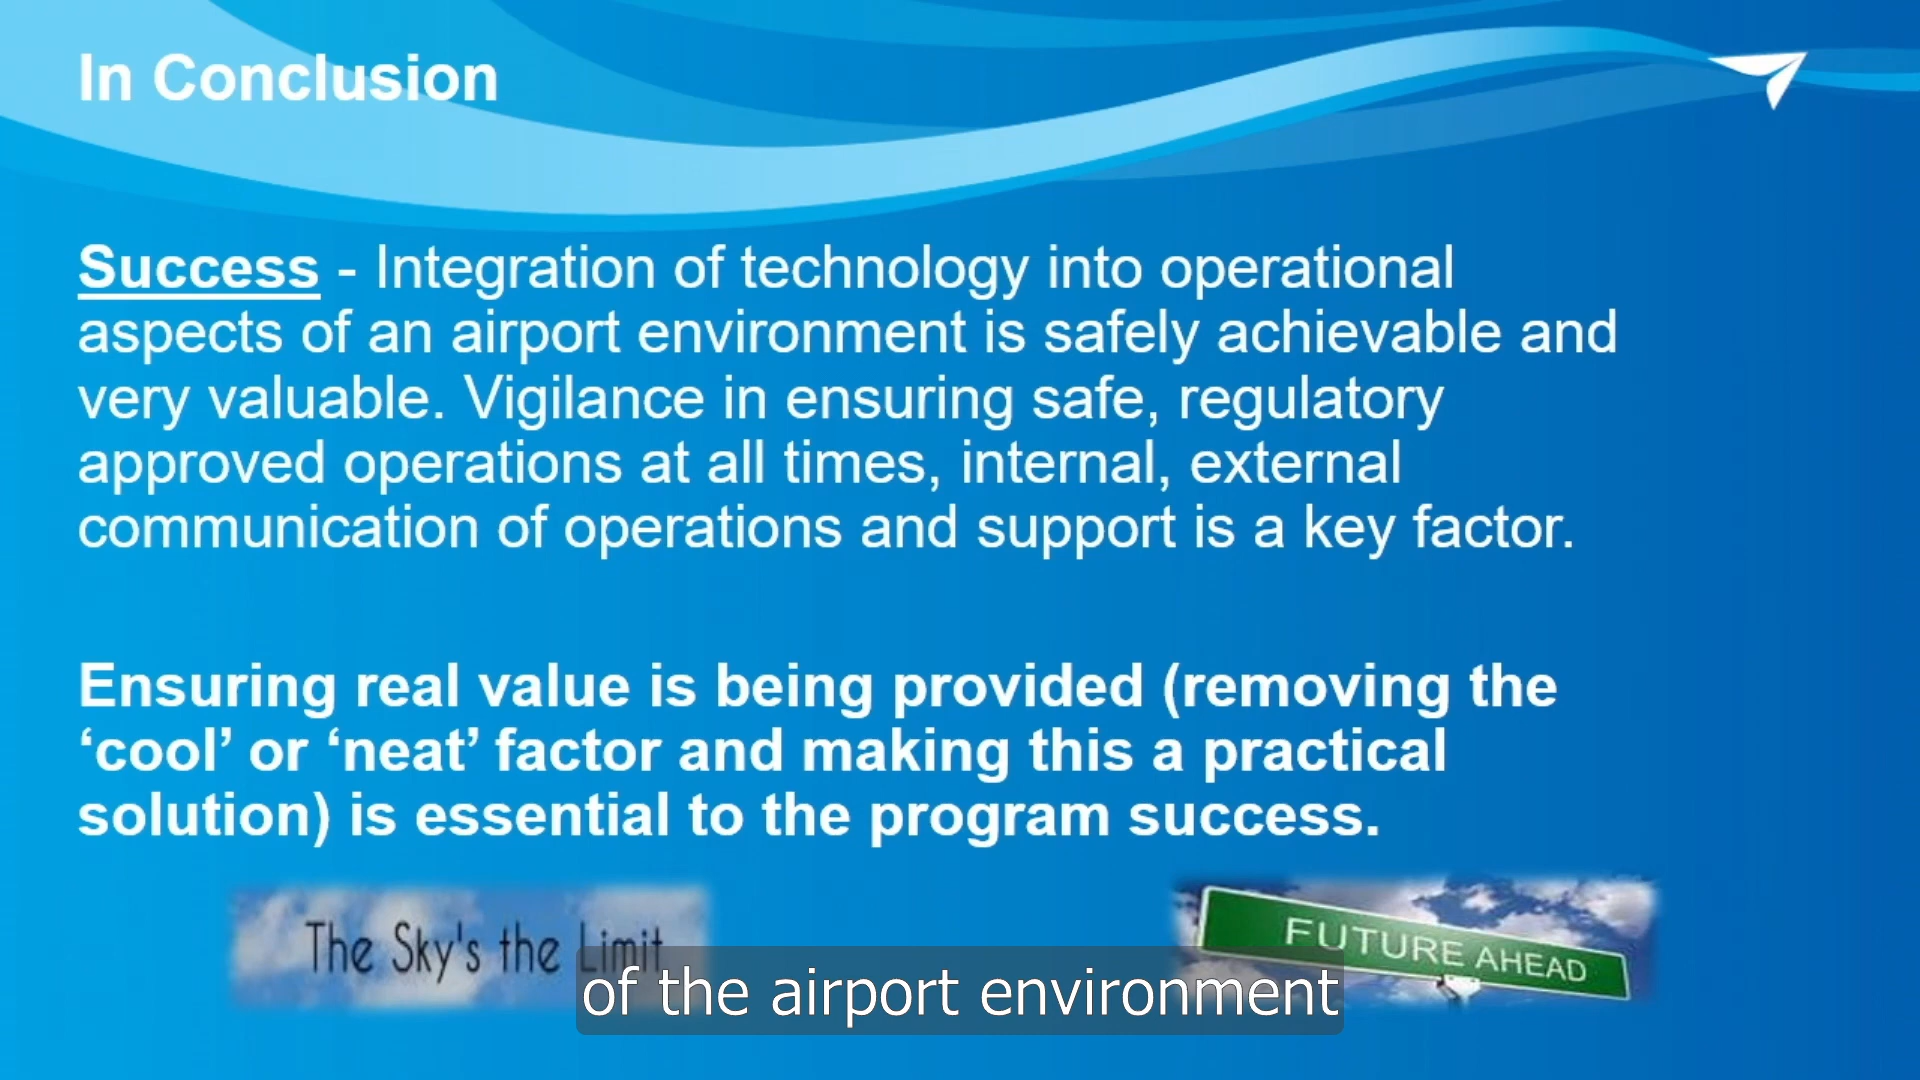 In Conclusion
Success - Integration of technology into operational
aspects of an airport environment is safely achievable and
very valuable. Vigilance in ensuring safe, regulatory
approved operations at all times, internal, external
communication of operations and support is a key factor.
Ensuring real value is being provided (removing the
‘cool’ or ‘neat’ factor and making this a practical
solution) is essential to the program success.
The Sky's the Limit
FUTURE AHEAD
of the airport environment